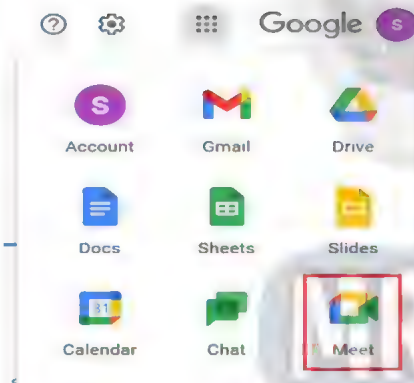 ? Google S
S
Account Gmail Drive
Docs Sheets Slides
31
Calendar Chat Meet